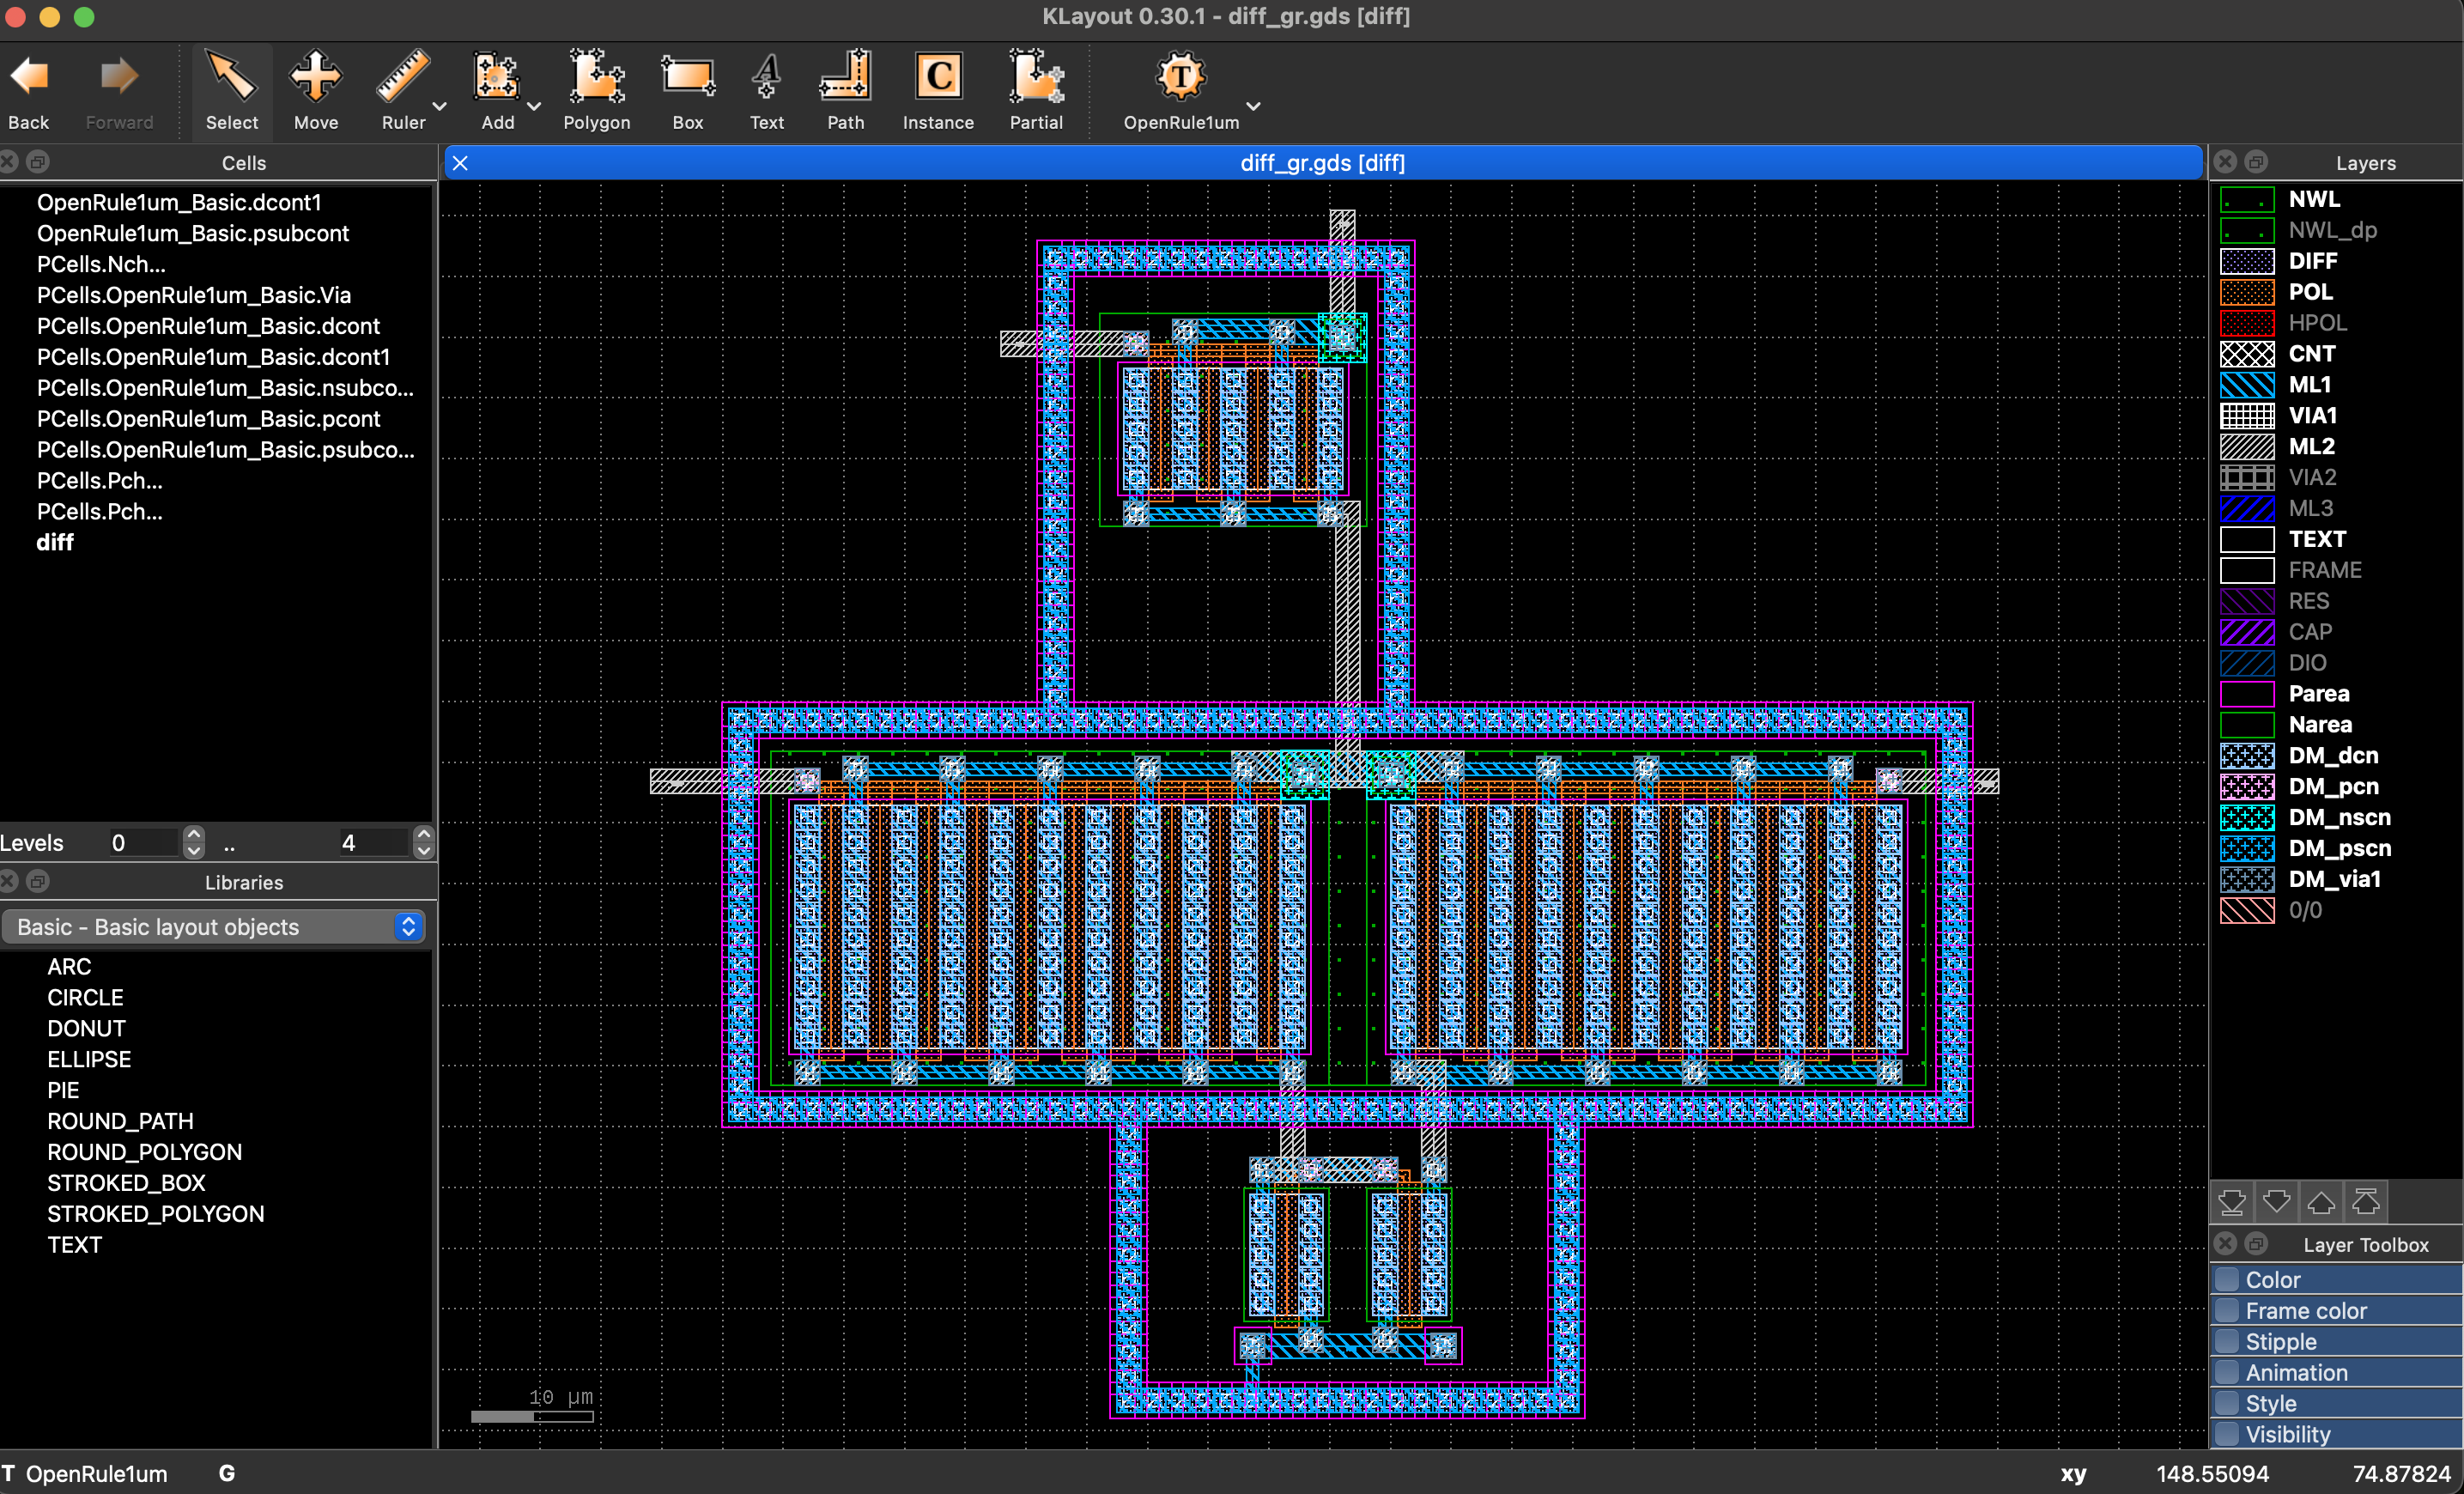 KLayout 0.30.1 - diff_gr.gds [diff]
Back
Forward
Select
Move
Ruler
Add
Polygon
Box
Text
Path
Instance
Partial
OpenRule1um
Cells
diff_gr.gds [diff]
Layers
OpenRule1um_Basic.dcont1
OpenRule1um_Basic.psubcont
PCells.Nch...
PCells.OpenRule1um_Basic.Via
PCells.OpenRule1um_Basic.dcont
PCells.OpenRule1um_Basic.dcont1
PCells.OpenRule1um_Basic.nsubco...
PCells.OpenRule1um_Basic.pcont
PCells.OpenRule1um_Basic.psubco...
PCells.Pch...
PCells.Pch...
diff
Levels 0 .. 4
Libraries
Basic - Basic layout objects
ARC
CIRCLE
DONUT
ELLIPSE
PIE
ROUND_PATH
ROUND_POLYGON
STROKED_BOX
STROKED_POLYGON
TEXT
10 µm
NWL
NWL_dp
DIFF
POL
HPOL
CNT
ML1
VIA1
ML2
VIA2
ML3
TEXT
FRAME
RES
CAP
DIO
Parea
Narea
DM_dcn
DM_pcn
DM_nscn
DM_pscn
DM_via1
0/0
Layer Toolbox
Color
Frame color
Stipple
Animation
Style
Visibility
T OpenRule1um G
xy 148.55094 74.87824